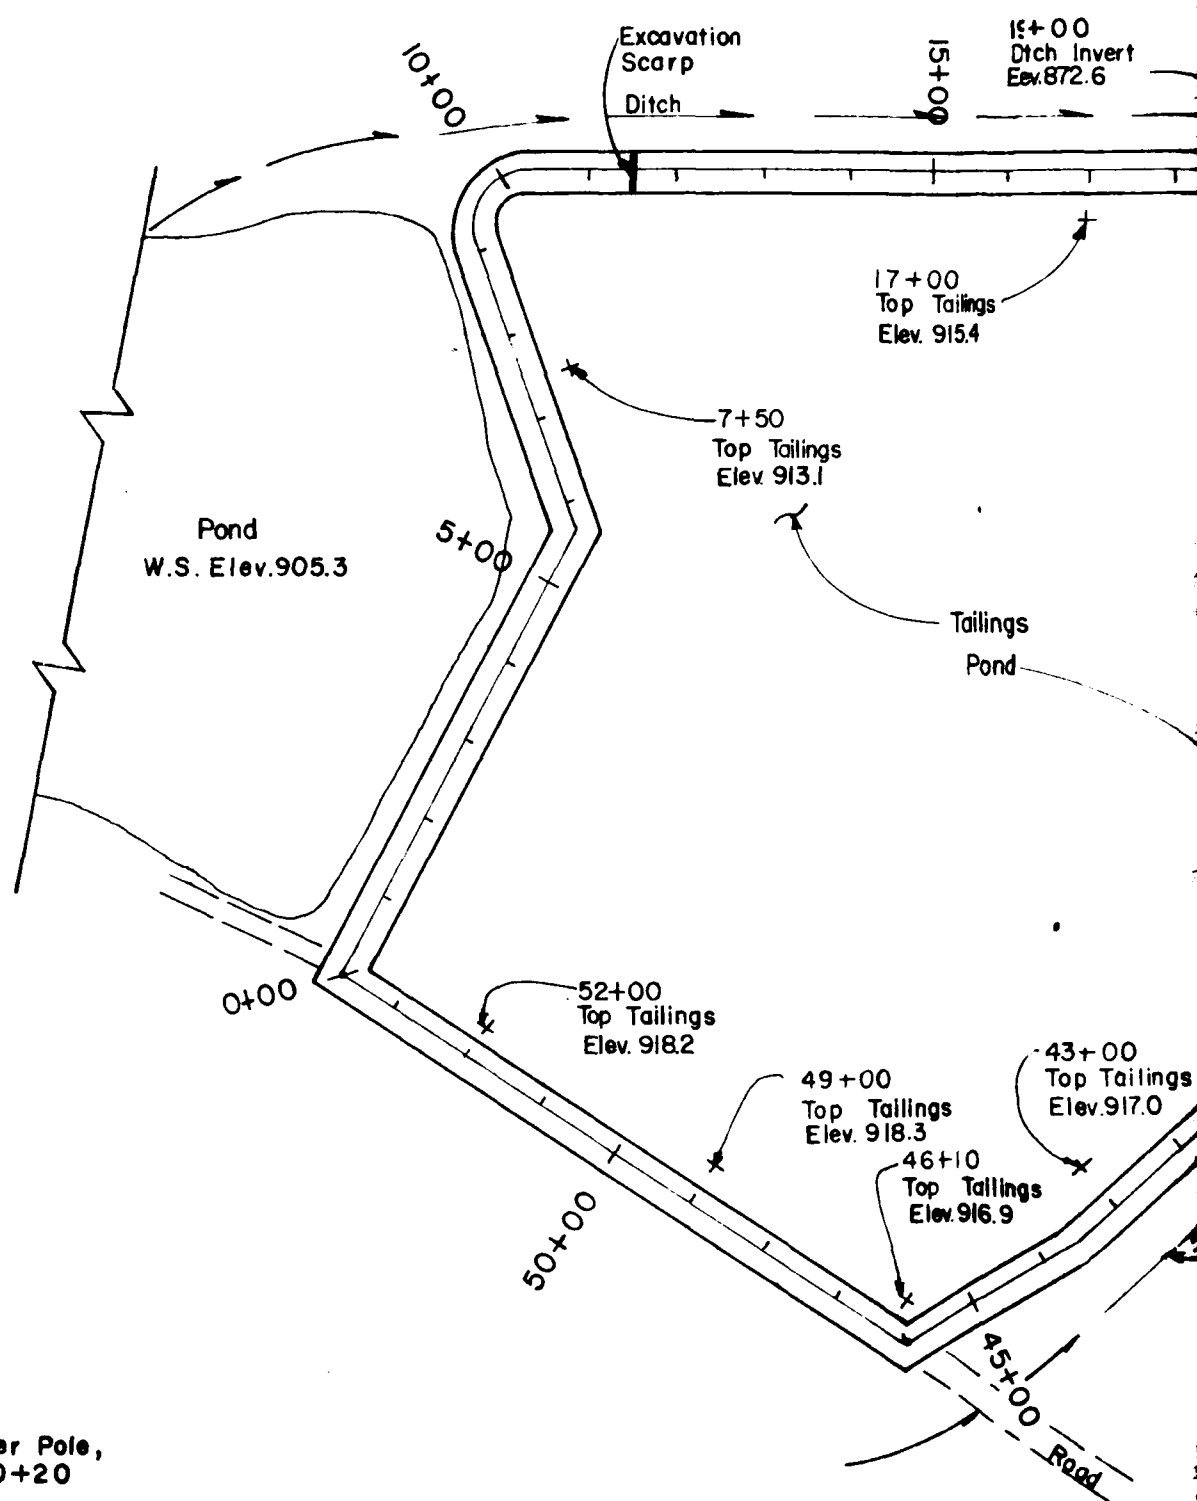 10+00
Excavation
Scarp
Ditch
15+00
Invert
872.6
17+00
Top Tailings
Elev. 915.4
7+50
Top Tailings
Elev. 913.1
Pond
W.S. Elev. 905.3
5+00
Tailings
Pond
0+00
52+00
Top Tailings
Elev. 918.2
49+00
Top Tailings
Elev. 918.3
43+00
Top Tailings
Elev. 917.0
46+10
Top Tailings
Elev. 916.9
50+00
45+00
Road
er Pole,
0+20